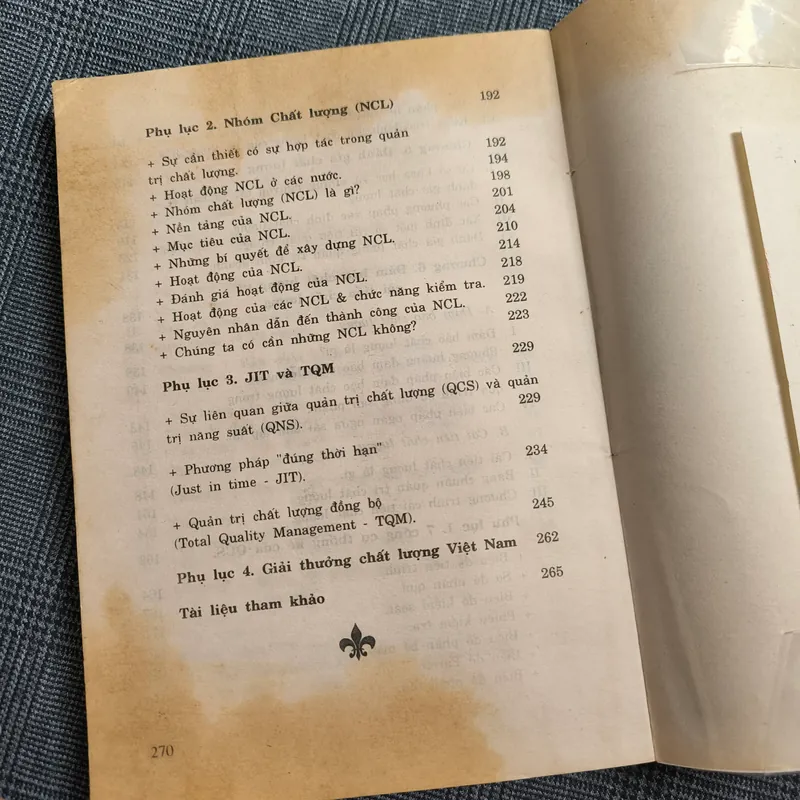 Phụ lục 2. Nhóm Chất lượng (NCL) 192
+ Sự cần thiết có sự hợp tác trong quản
trị chất lượng. 192
+ Hoạt động NCL ở các nước. 194
+ Nhóm chất lượng (NCL) là gì? 198
+ Nền tảng của NCL. 201
+ Mục tiêu của NCL. 204
+ Những bí quyết để xây dựng NCL. 210
+ Hoạt động của NCL. 214
+ Đánh giá hoạt động của NCL. 218
+ Hoạt động của các NCL & chức năng kiểm tra. 219
+ Nguyên nhân dẫn đến thành công của NCL. 222
+ Chúng ta có cần những NCL không? 223
Phụ lục 3. JIT và TQM 229
+ Sự liên quan giữa quản trị chất lượng (QCS) và quản
trị năng suất (QNS). 229
+ Phương pháp "đúng thời hạn" 234
(Just in time - JIT).
+ Quản trị chất lượng đồng bộ 245
(Total Quality Management - TQM).
Phụ lục 4. Giải thưởng chất lượng Việt Nam 262
Tài liệu tham khảo 265
270